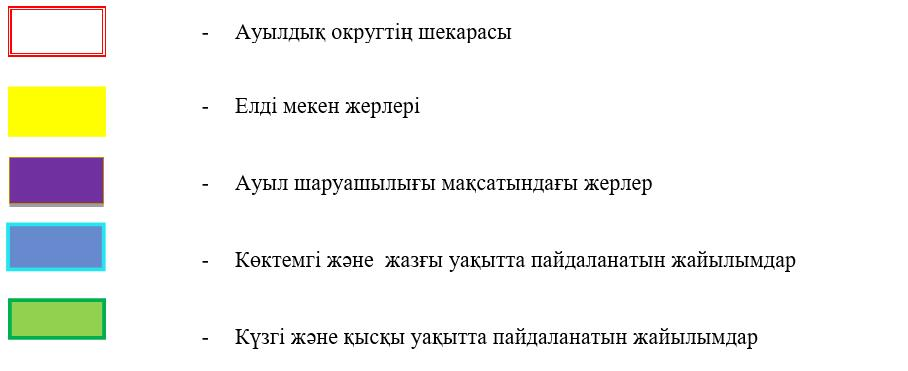 - Ауылдық округтің шекарасы
- Елді мекен жерлері
- Ауыл шаруашылығы мақсатындағы жерлер
- Көктемгі және жазғы уақытта пайдаланатын жайылымдар
- Күзгі және қысқы уақытта пайдаланатын жайылымдар